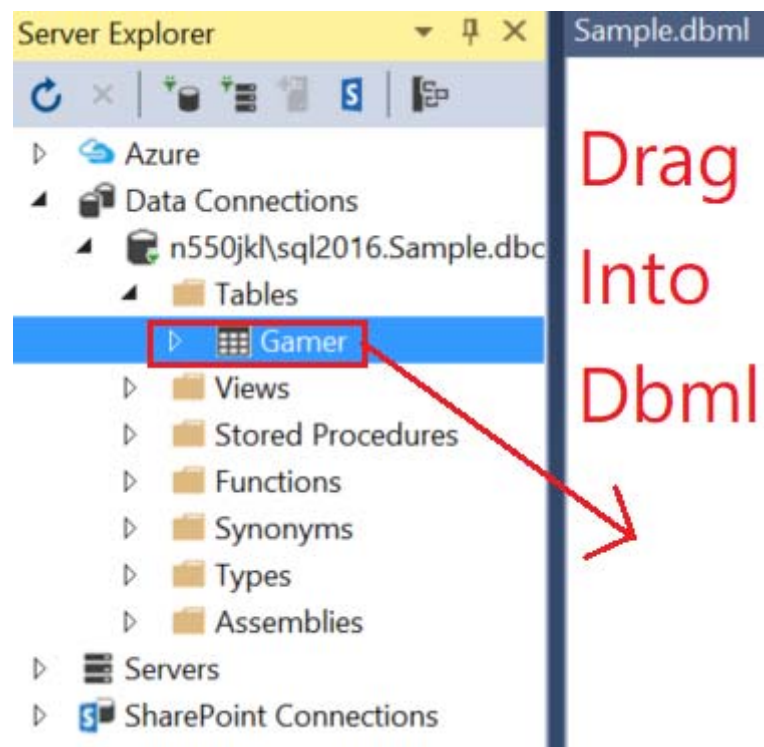 Server Explorer
Sample.dbml
Azure
Data Connections
n550jkl\sql2016.Sample.dbc
Tables
Gamer
Views
Stored Procedures
Functions
Synonyms
Types
Assemblies
Servers
SharePoint Connections
Drag
Into
Dbml